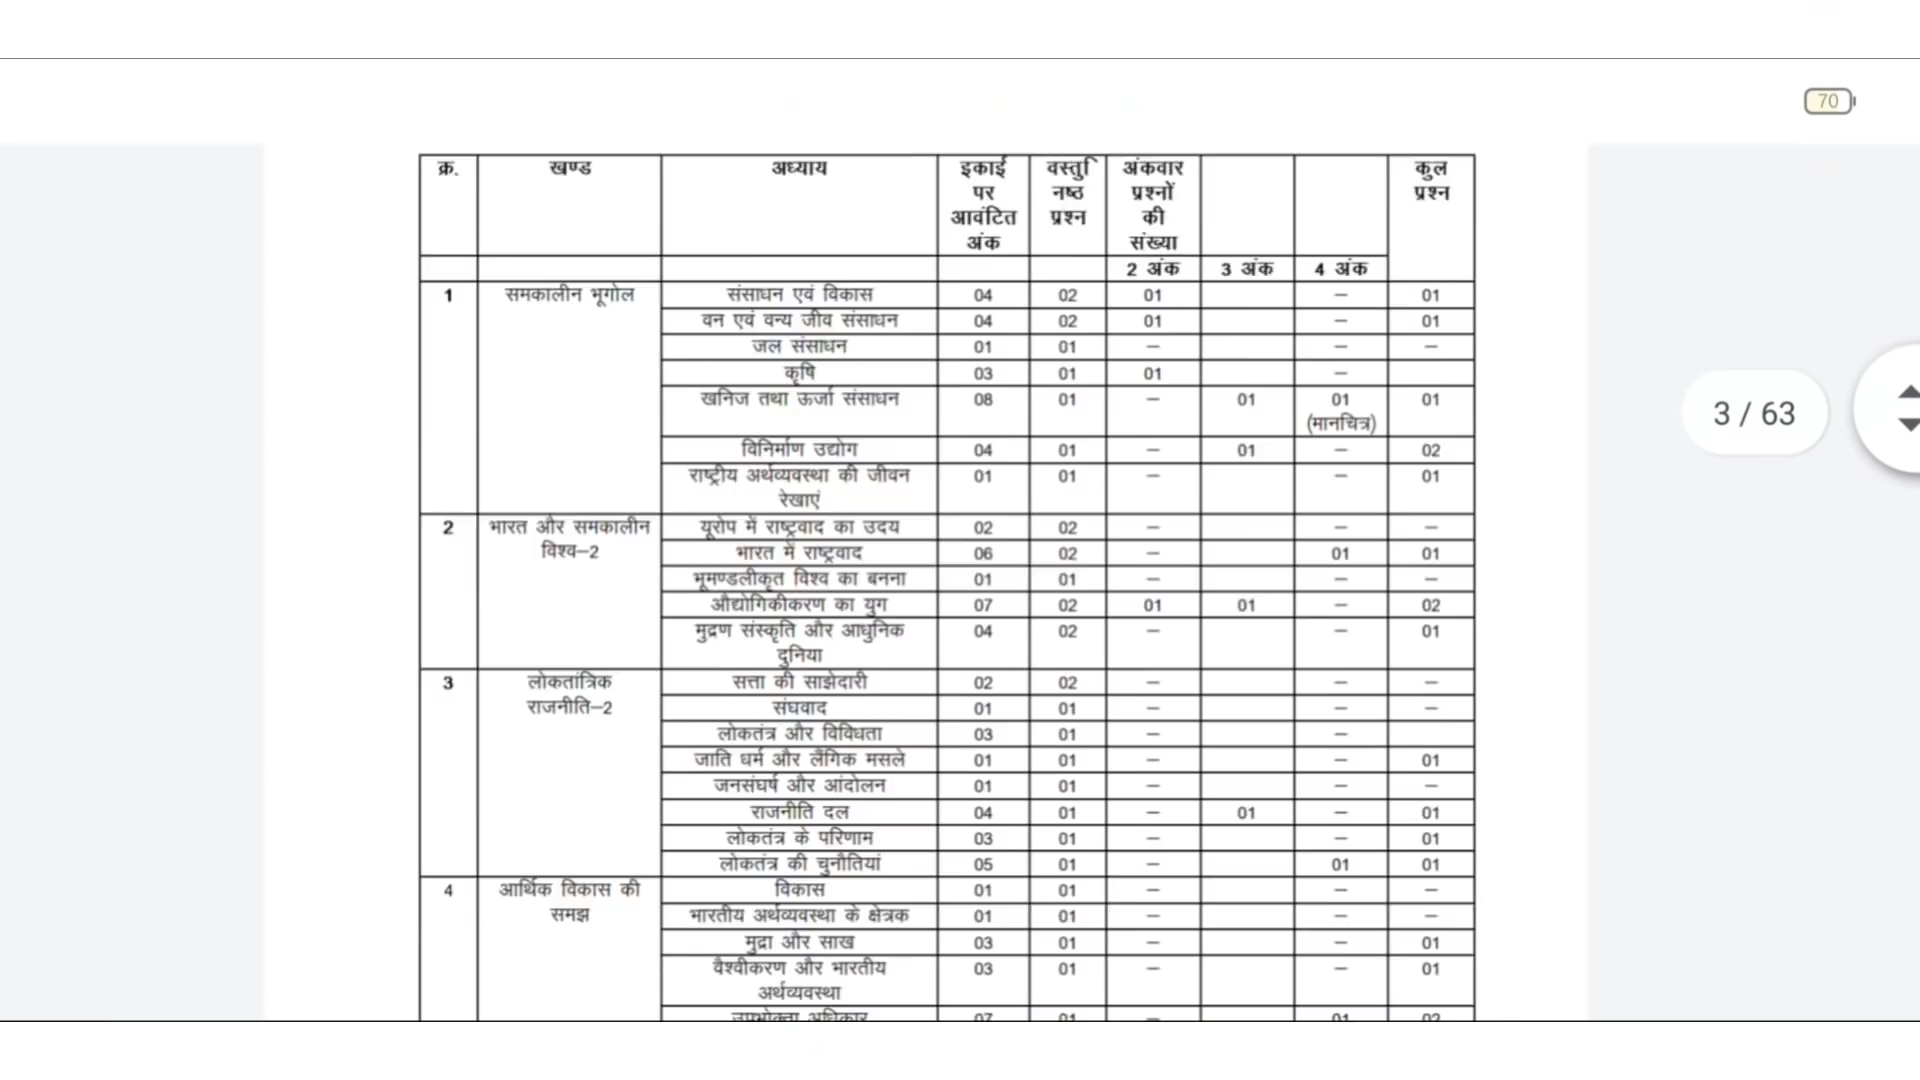 70
क्र. खण्ड अध्याय इकाई पर आवंटित अंक वस्तुनिष्ठ प्रश्न अंकवार प्रश्नों की संख्या कुल प्रश्न
2 अंक 3 अंक 4 अंक
1 समकालीन भूगोल संसाधन एवं विकास 04 02 01 – 01
वन एवं वन्य जीव संसाधन 04 02 01 – 01
जल संसाधन 01 01 – – –
कृषि 03 01 01 –
खनिज तथा ऊर्जा संसाधन 08 01 – 01 01 (मानचित्र) 01
विनिर्माण उद्योग 04 01 – 01 – 02
राष्ट्रीय अर्थव्यवस्था की जीवन रेखाएं 01 01 – – 01
2 भारत और समकालीन विश्व–2 यूरोप में राष्ट्रवाद का उदय 02 02 – – –
भारत में राष्ट्रवाद 06 02 – 01 01
भूमण्डलीकृत विश्व का बनना 01 01 – – –
औद्योगिकीकरण का युग 07 02 01 01 – 02
मुद्रण संस्कृति और आधुनिक दुनिया 04 02 – – 01
3 लोकतांत्रिक राजनीति–2 सत्ता की साझेदारी 02 02 – – –
संघवाद 01 01 – – –
लोकतंत्र और विविधता 03 01 – –
जाति धर्म और लैंगिक मसले 01 01 – – 01
जनसंघर्ष और आंदोलन 01 01 – – –
राजनीति दल 04 01 – 01 – 01
लोकतंत्र के परिणाम 03 01 – – 01
लोकतंत्र की चुनौतियां 05 01 – 01 01
4 आर्थिक विकास की समझ विकास 01 01 – – –
भारतीय अर्थव्यवस्था के क्षेत्रक 01 01 – – –
मुद्रा और साख 03 01 – – 01
वैश्वीकरण और भारतीय अर्थव्यवस्था 03 01 – – 01
उपभोक्ता अधिकार 07 01 – 01 02
3 / 63